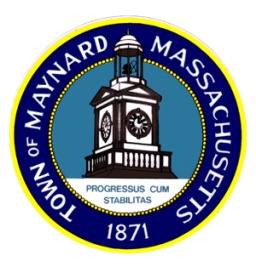 TOWN OF MAYNARD MASSACHUSETTS
PROGRESSUS CUM
STABILITAS
1871